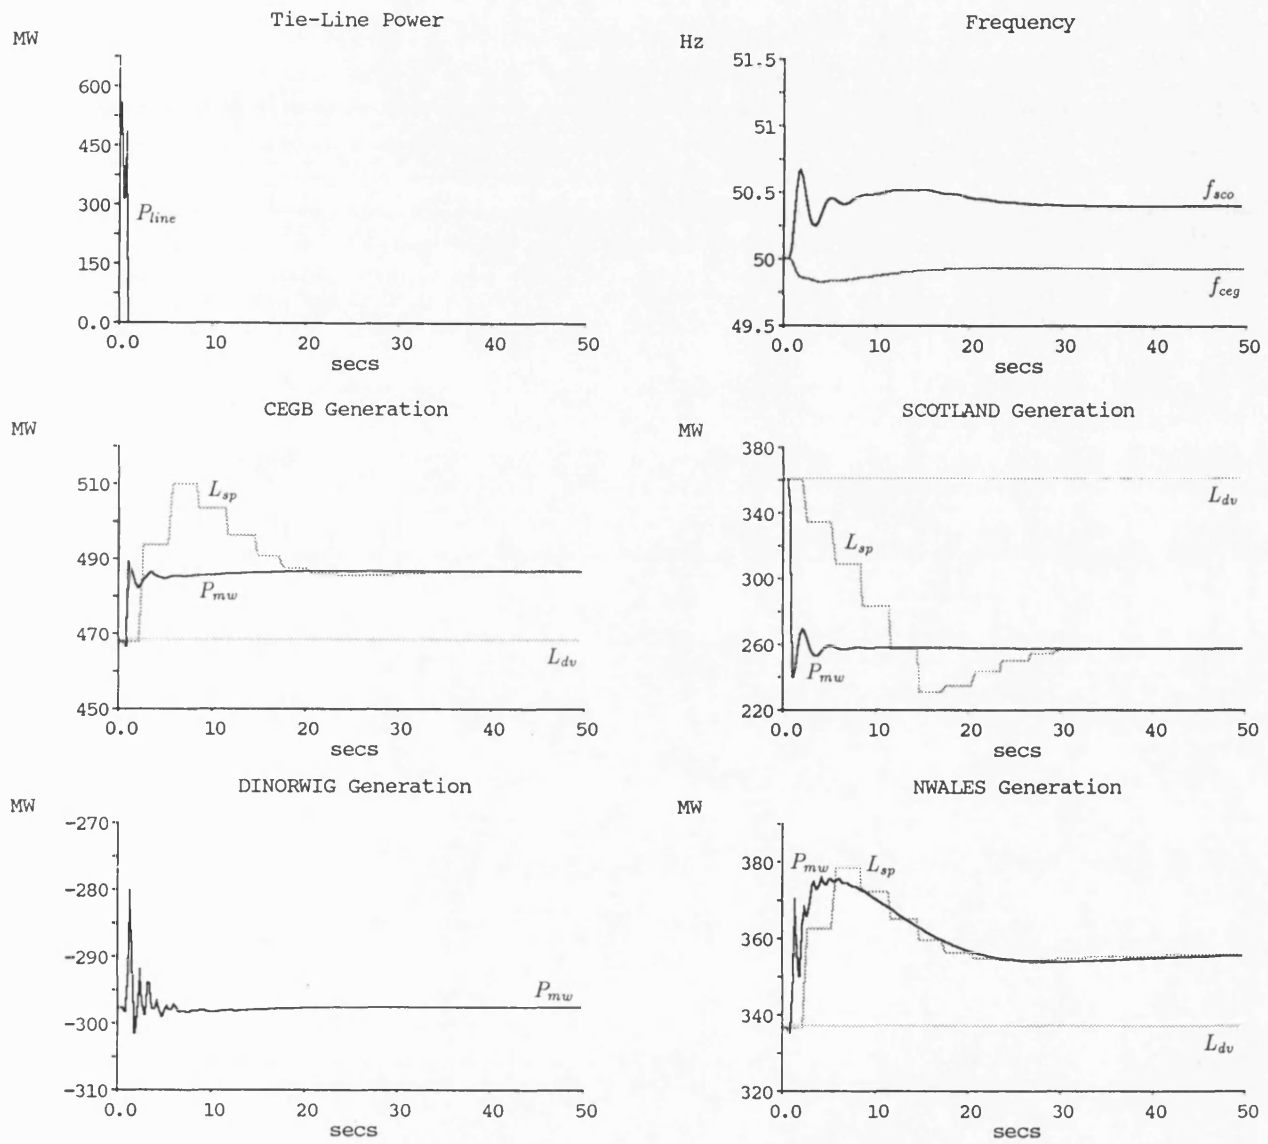 Tie-Line Power
MW
600
450
300
150
0.0
P_line
0.0 10 20 30 40 50
secs
Frequency
Hz
51.5
51
50.5
50
49.5
f_sco
f_ceg
0.0 10 20 30 40 50
secs
CEGB Generation
MW
510
490
470
450
L_sp
P_mw
L_dv
0.0 10 20 30 40 50
secs
SCOTLAND Generation
MW
380
340
300
260
220
L_dv
L_sp
P_mw
0.0 10 20 30 40 50
secs
DINORWIG Generation
MW
-270
-280
-290
-300
-310
P_mw
0.0 10 20 30 40 50
secs
NWALES Generation
MW
380
360
340
320
P_mw L_sp
L_dv
0.0 10 20 30 40 50
secs